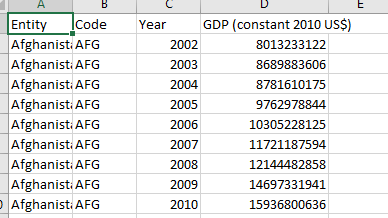 A B C D E
Entity Code Year GDP (constant 2010 US$)
Afghanist AFG 2002 8013233122
Afghanist AFG 2003 8689883606
Afghanist AFG 2004 8781610175
Afghanist AFG 2005 9762978844
Afghanist AFG 2006 10305228125
Afghanist AFG 2007 11721187594
Afghanist AFG 2008 12144482858
Afghanist AFG 2009 14697331941
Afghanist AFG 2010 15936800636